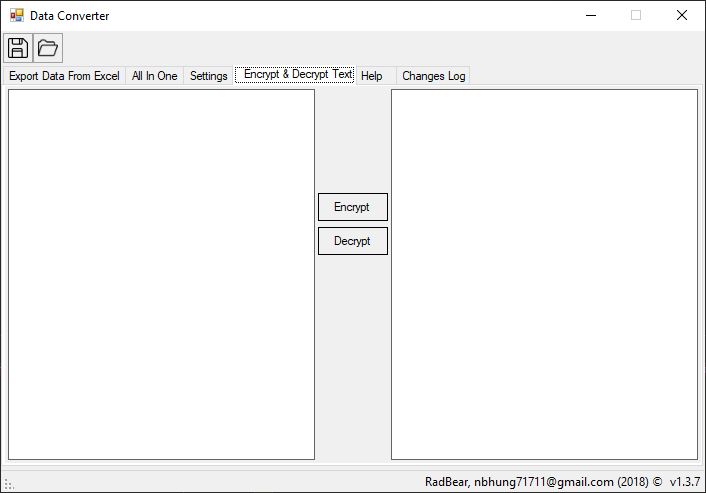 Data Converter
Export Data From Excel All In One Settings Encrypt & Decrypt Text Help Changes Log
Encrypt
Decrypt
RadBear, nbhung71711@gmail.com (2018) © v1.3.7